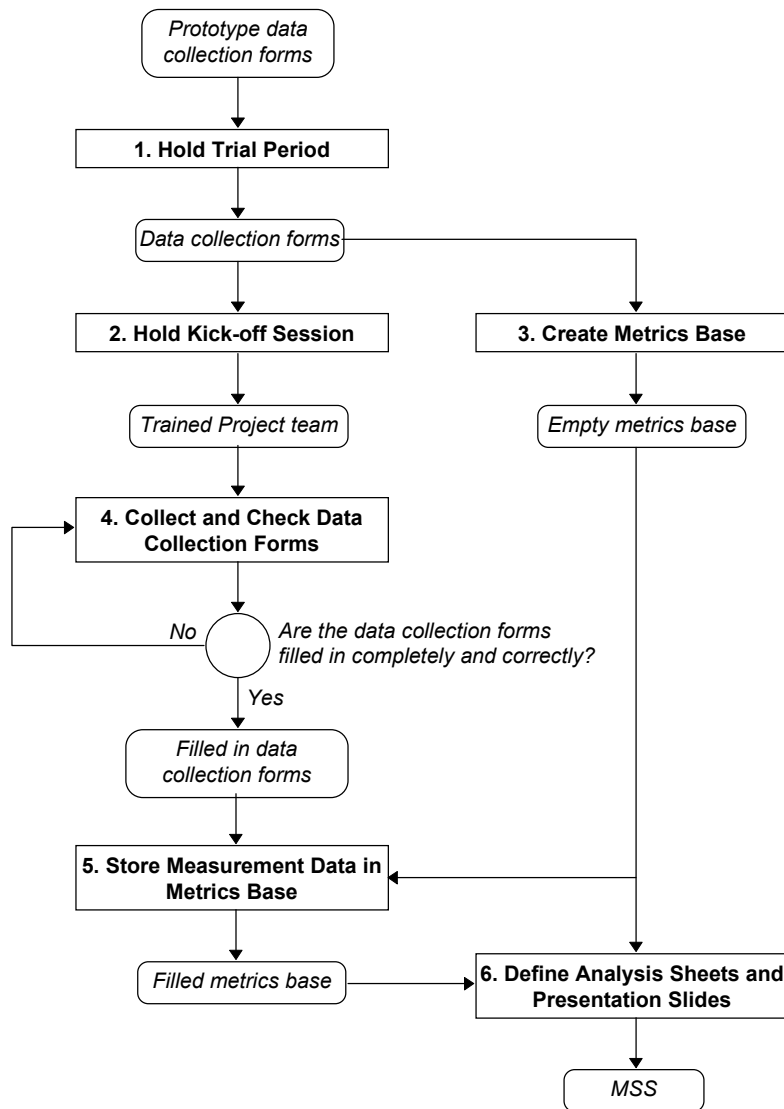 Prototype data
collection forms
1. Hold Trial Period
Data collection forms
2. Hold Kick-off Session
3. Create Metrics Base
Trained Project team
Empty metrics base
4. Collect and Check Data
Collection Forms
No
Are the data collection forms
filled in completely and correctly?
Yes
Filled in data
collection forms
5. Store Measurement Data in
Metrics Base
Filled metrics base
6. Define Analysis Sheets and
Presentation Slides
MSS